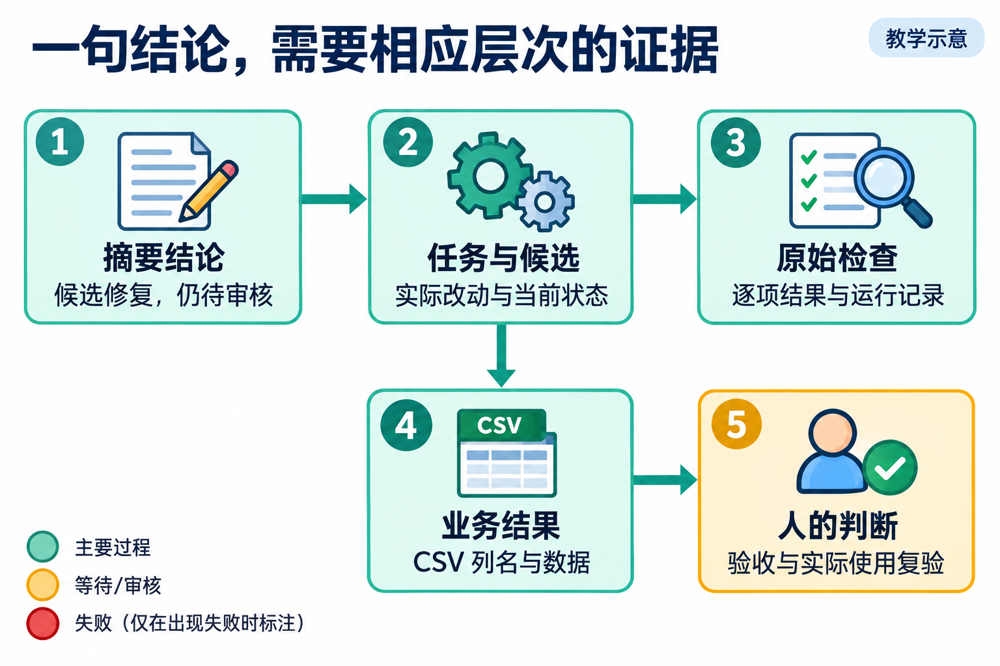 一句结论，需要相应层次的证据
教学示意
1
摘要结论
候选修复，仍待审核
2
任务与候选
实际改动与当前状态
3
原始检查
逐项结果与运行记录
4
CSV
业务结果
CSV 列名与数据
5
人的判断
验收与实际使用复验
主要过程
等待/审核
失败（仅在出现失败时标注）